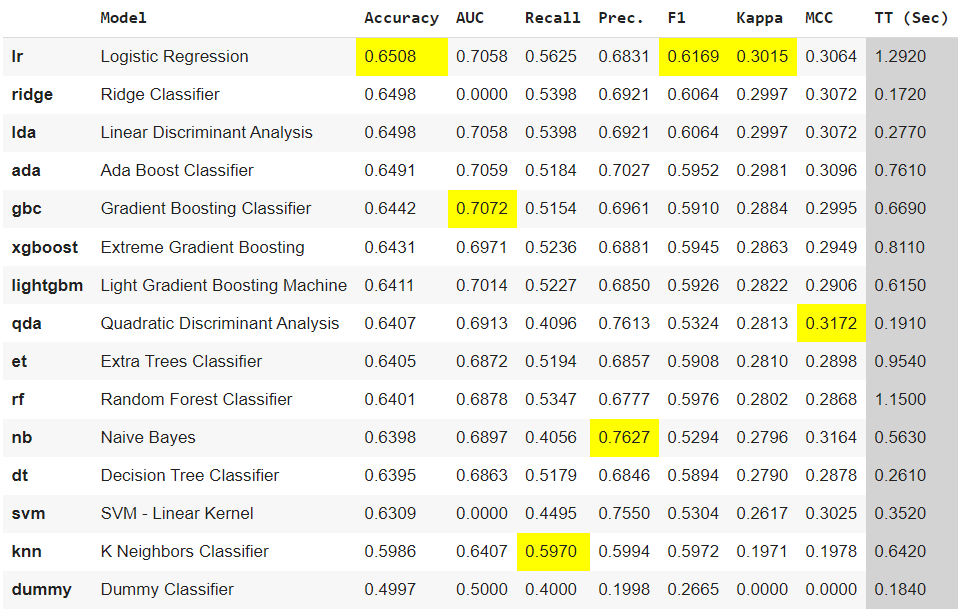 Model Accuracy AUC Recall Prec. F1 Kappa MCC TT (Sec)
lr Logistic Regression 0.6508 0.7058 0.5625 0.6831 0.6169 0.3015 0.3064 1.2920
ridge Ridge Classifier 0.6498 0.0000 0.5398 0.6921 0.6064 0.2997 0.3072 0.1720
lda Linear Discriminant Analysis 0.6498 0.7058 0.5398 0.6921 0.6064 0.2997 0.3072 0.2770
ada Ada Boost Classifier 0.6491 0.7059 0.5184 0.7027 0.5952 0.2981 0.3096 0.7610
gbc Gradient Boosting Classifier 0.6442 0.7072 0.5154 0.6961 0.5910 0.2884 0.2995 0.6690
xgboost Extreme Gradient Boosting 0.6431 0.6971 0.5236 0.6881 0.5945 0.2863 0.2949 0.8110
lightgbm Light Gradient Boosting Machine 0.6411 0.7014 0.5227 0.6850 0.5926 0.2822 0.2906 0.6150
qda Quadratic Discriminant Analysis 0.6407 0.6913 0.4096 0.7613 0.5324 0.2813 0.3172 0.1910
et Extra Trees Classifier 0.6405 0.6872 0.5194 0.6857 0.5908 0.2810 0.2898 0.9540
rf Random Forest Classifier 0.6401 0.6878 0.5347 0.6777 0.5976 0.2802 0.2868 1.1500
nb Naive Bayes 0.6398 0.6897 0.4056 0.7627 0.5294 0.2796 0.3164 0.5630
dt Decision Tree Classifier 0.6395 0.6863 0.5179 0.6846 0.5894 0.2790 0.2878 0.2610
svm SVM - Linear Kernel 0.6309 0.0000 0.4495 0.7550 0.5304 0.2617 0.3025 0.3520
knn K Neighbors Classifier 0.5986 0.6407 0.5970 0.5994 0.5972 0.1971 0.1978 0.6420
dummy Dummy Classifier 0.4997 0.5000 0.4000 0.1998 0.2665 0.0000 0.0000 0.1840